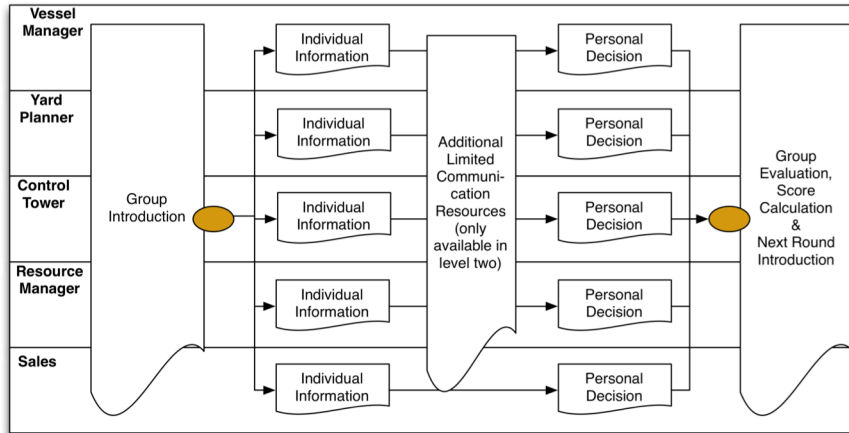 Vessel
Manager
Individual
Information
Personal
Decision
Yard
Planner
Individual
Information
Personal
Decision
Control
Tower
Group
Introduction
Individual
Information
Additional
Limited
Communi-
cation
Resources
(only
available in
level two)
Personal
Decision
Group
Evaluation,
Score
Calculation
&
Next Round
Introduction
Resource
Manager
Individual
Information
Personal
Decision
Sales
Individual
Information
Personal
Decision